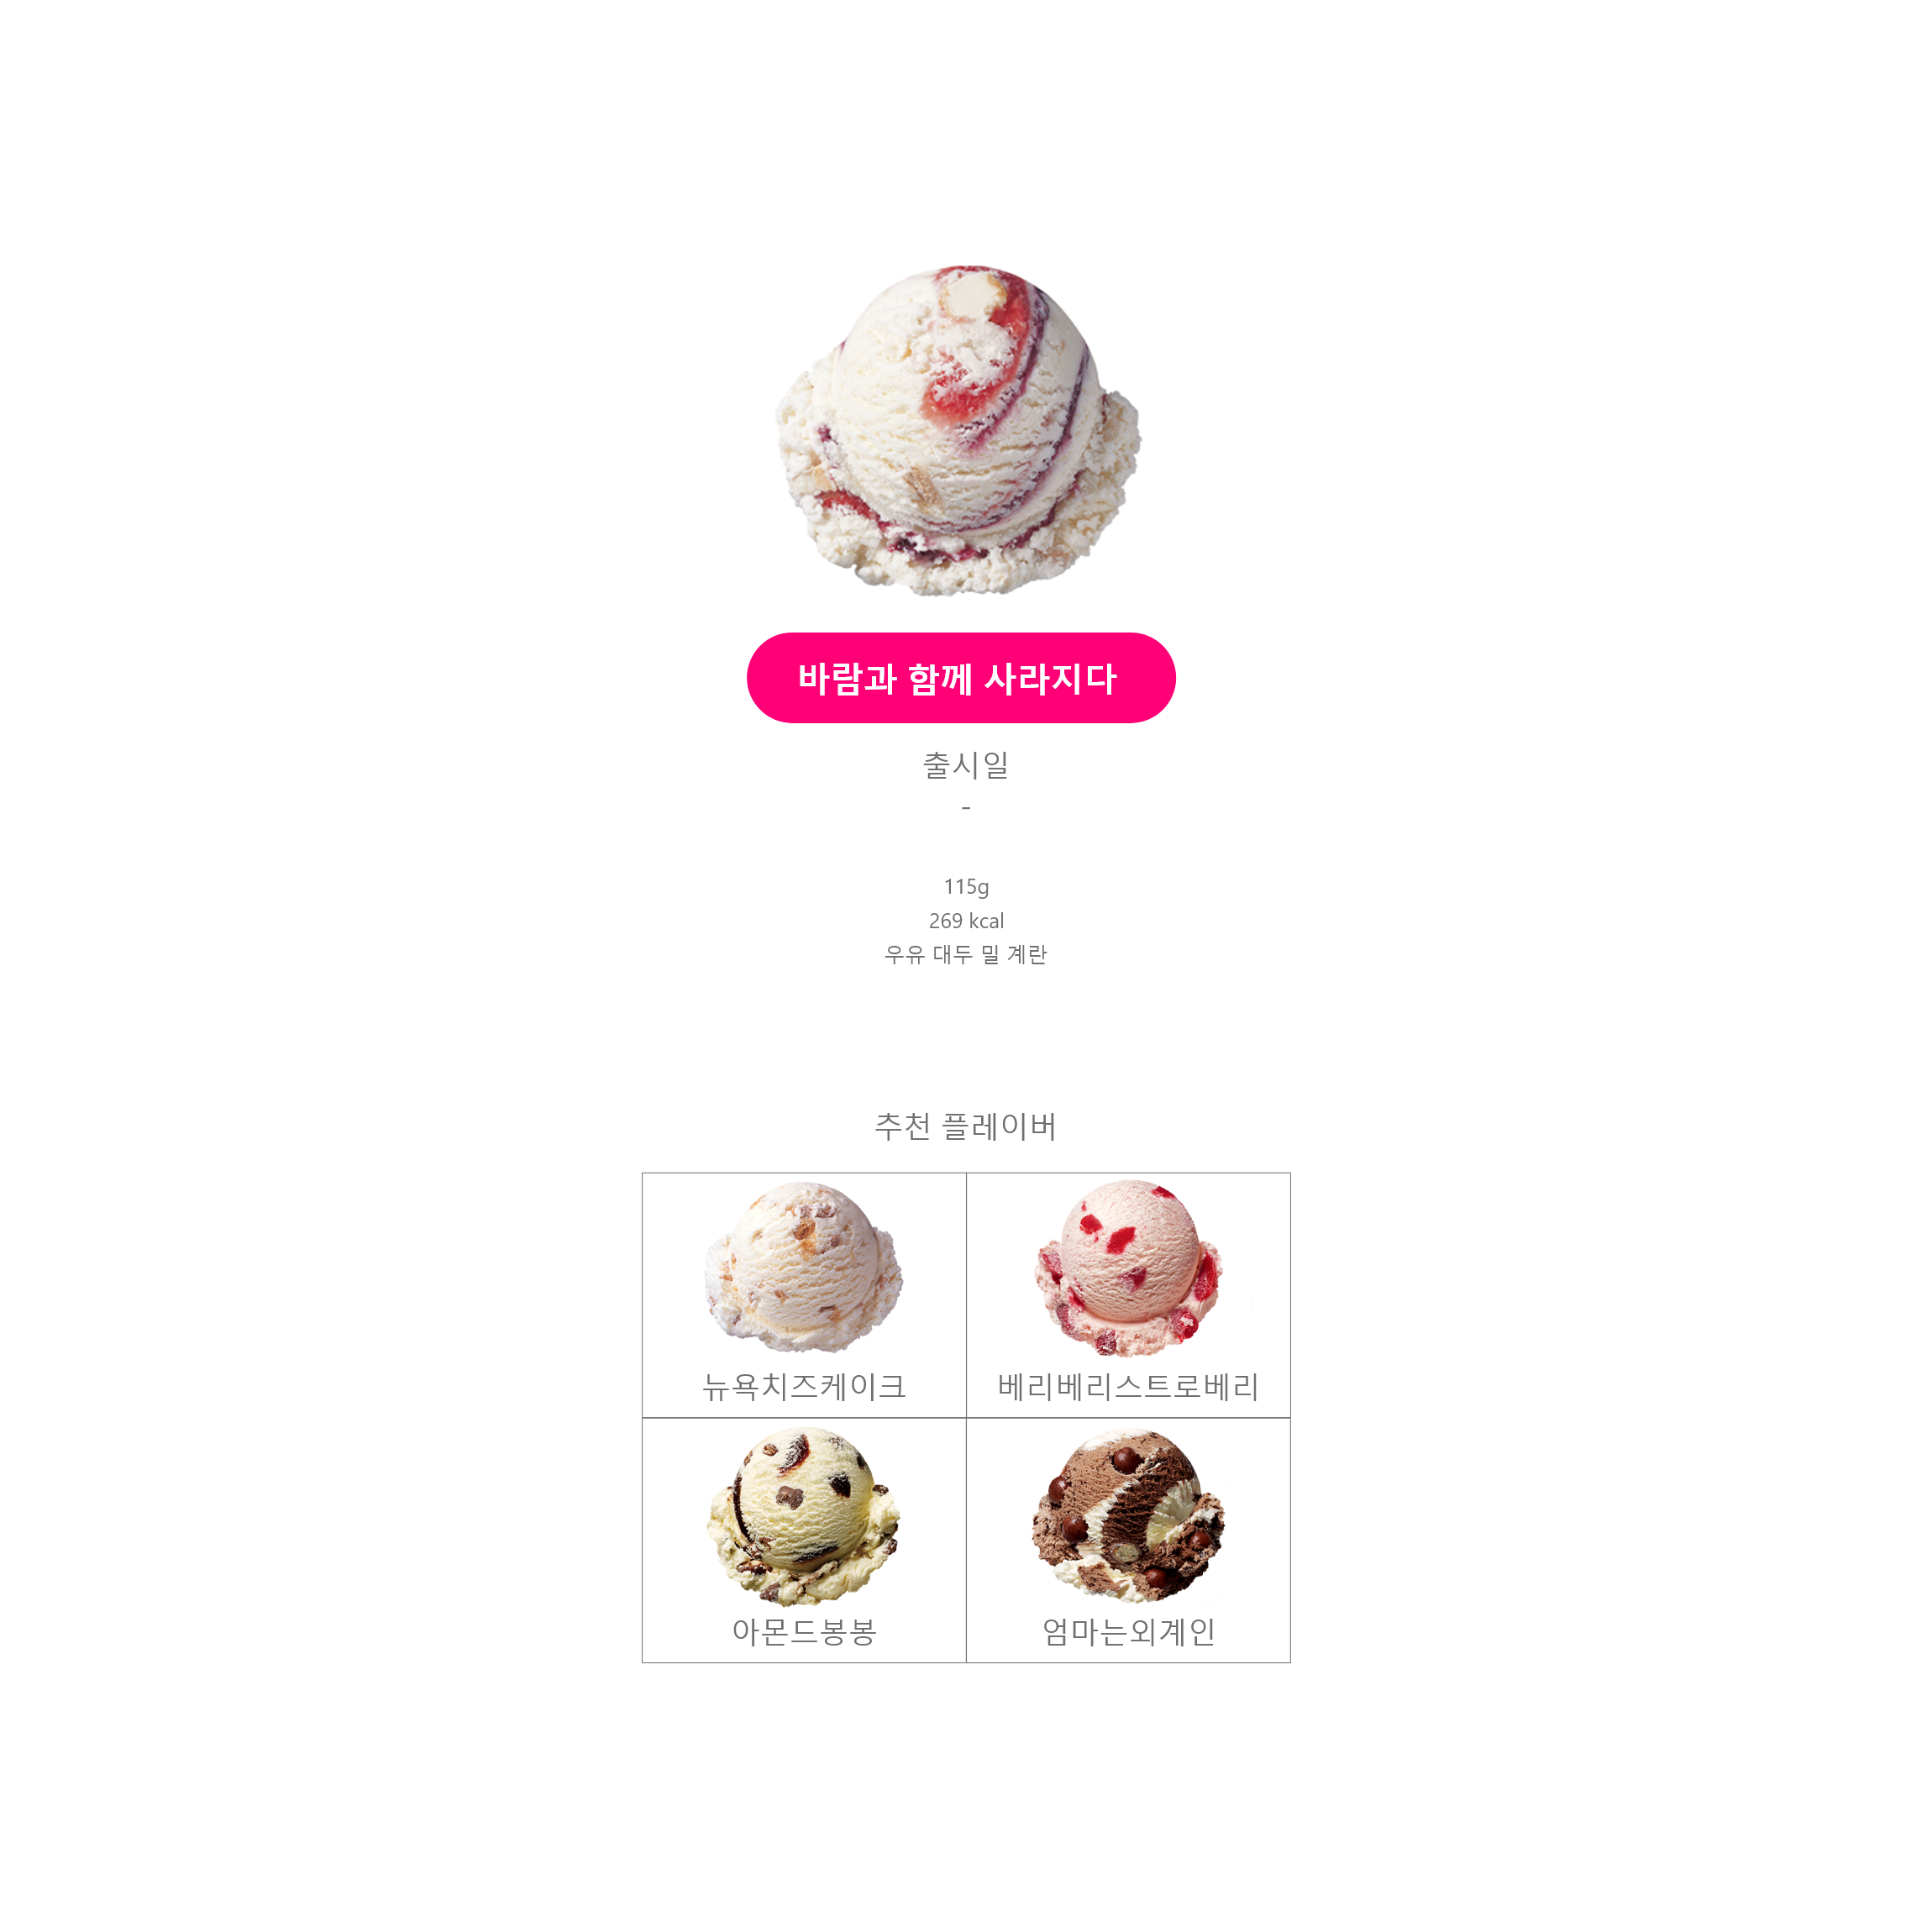 바람과 함께 사라지다
출시일
-
115g
269 kcal
우유 대두 밀 계란
추천 플레이버
뉴욕치즈케이크
베리베리스트로베리
아몬드봉봉
엄마는외계인